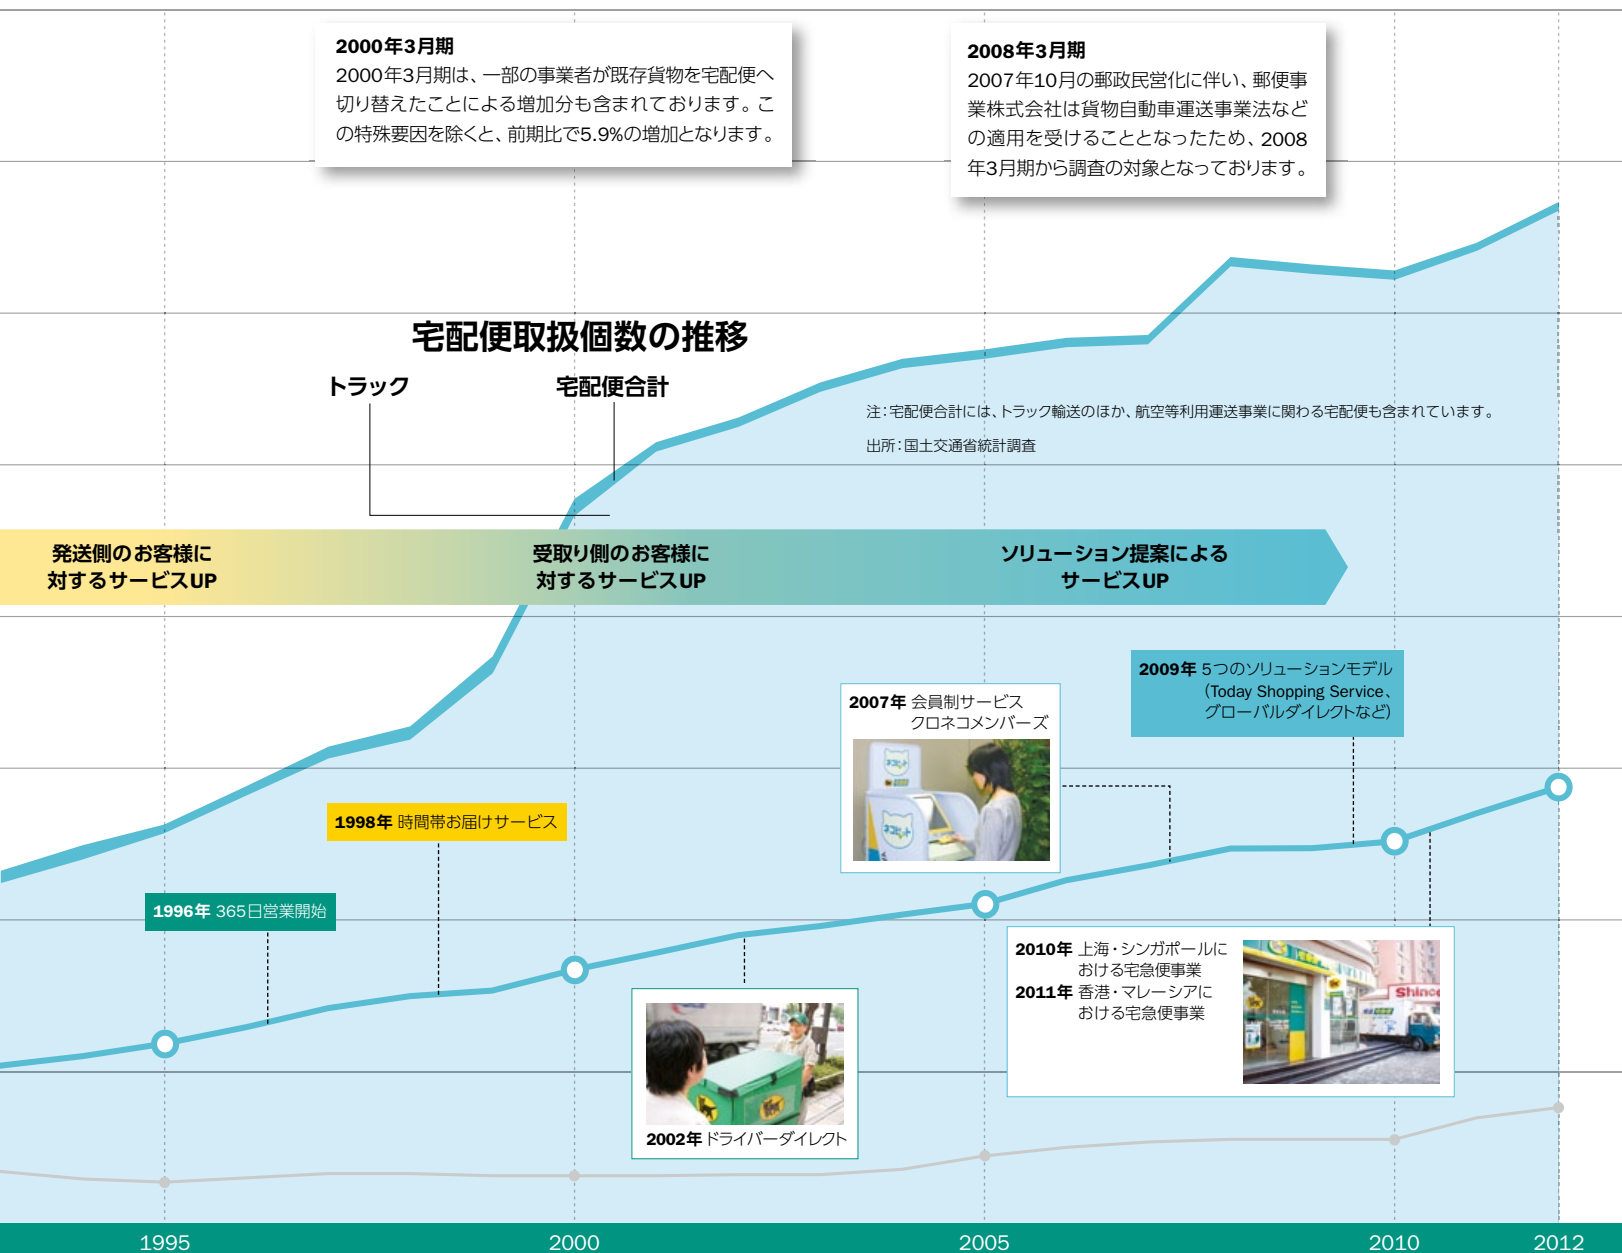 2000年3月期
2000年3月期は、一部の事業者が既存貨物を宅配便へ
切り替えたことによる増加分も含まれております。こ
の特殊要因を除くと、前期比で5.9%の増加となります。
2008年3月期
2007年10月の郵政民営化に伴い、郵便事
業株式会社は貨物自動車運送事業法など
の適用を受けることとなったため、2008
年3月期から調査の対象となっております。
宅配便取扱個数の推移
トラック
宅配便合計
注：宅配便合計には、トラック輸送のほか、航空等利用運送事業に関わる宅配便も含まれています。
出所：国土交通省統計調査
発送側のお客様に
対するサービスUP
受取り側のお客様に
対するサービスUP
ソリューション提案による
サービスUP
2009年 5つのソリューションモデル
（Today Shopping Service、
グローバルダイレクトなど）
2007年 会員制サービス
クロネコメンバーズ
ネコピット
1998年 時間帯お届けサービス
1996年 365日営業開始
2010年 上海・シンガポールに
おける宅急便事業
2011年 香港・マレーシアに
おける宅急便事業
2002年 ドライバーダイレクト
1995
2000
2005
2010
2012